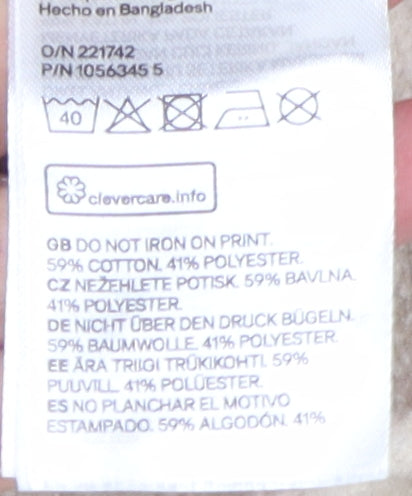 Hecho en Bangladesh
O/N 221742
P/N 1056345 5
40
clevercare.info
GB DO NOT IRON ON PRINT.
59% COTTON. 41% POLYESTER.
CZ NEŽEHLETE POTISK. 59% BAVLNA.
41% POLYESTER.
DE NICHT ÜBER DEN DRUCK BÜGELN.
59% BAUMWOLLE. 41% POLYESTER.
EE ÄRA TRIIGI TRÜKIKOHTI. 59%
PUUVILL. 41% POLÜESTER.
ES NO PLANCHAR EL MOTIVO
ESTAMPADO. 59% ALGODÓN. 41%